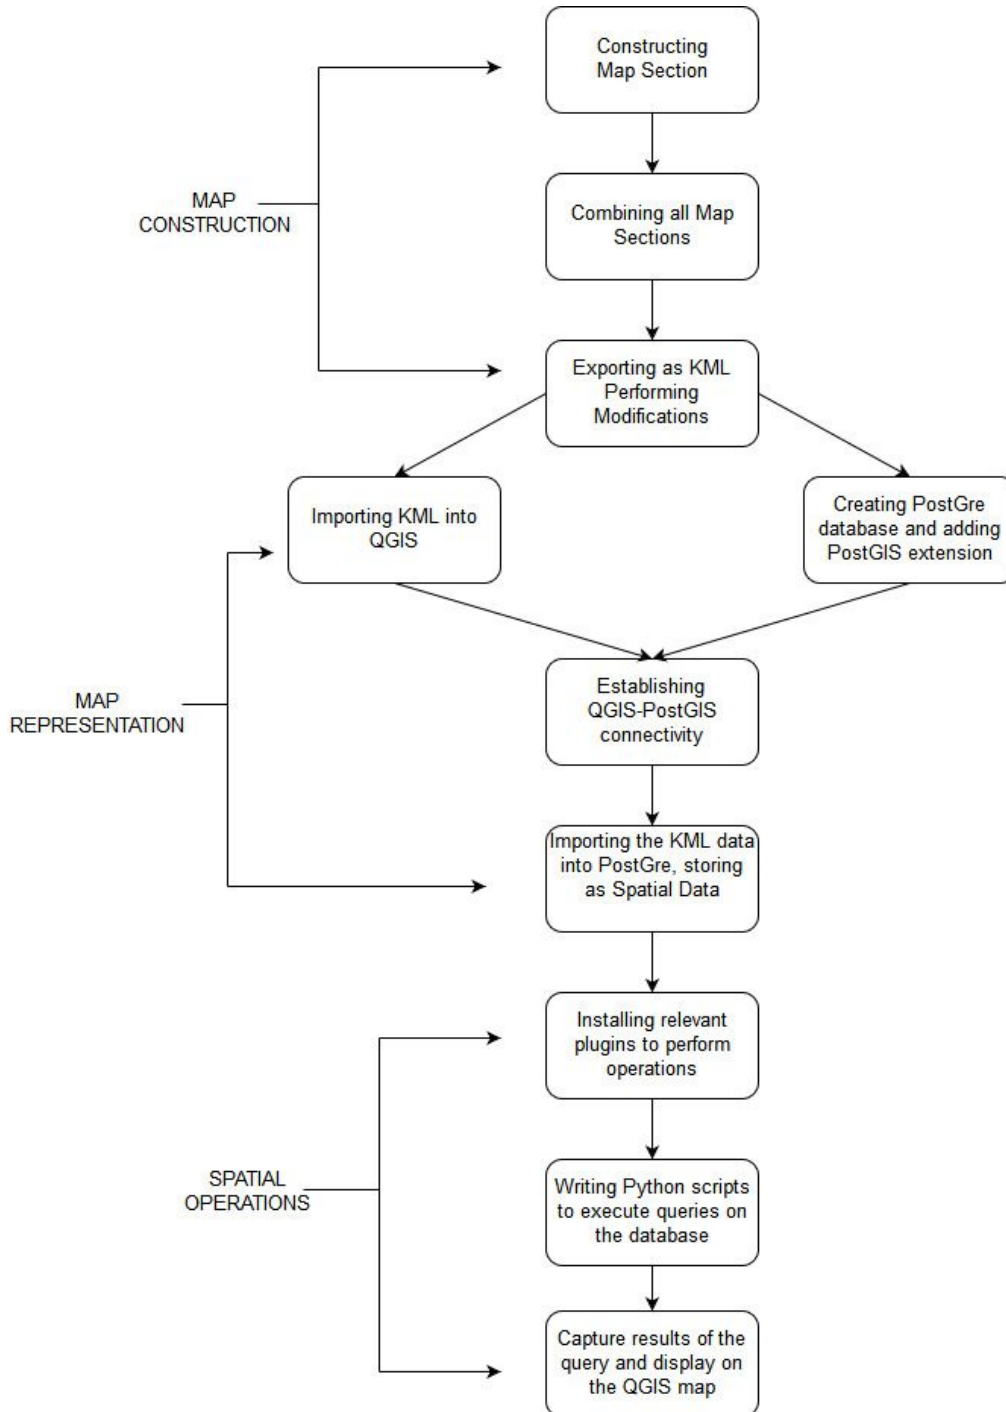 Constructing
Map Section
MAP
CONSTRUCTION
Combining all Map
Sections
Exporting as KML
Performing
Modifications
Importing KML into
QGIS
Creating PostGre
database and adding
PostGIS extension
MAP
REPRESENTATION
Establishing
QGIS-PostGIS
connectivity
Importing the KML data
into PostGre, storing
as Spatial Data
Installing relevant
plugins to perform
operations
SPATIAL
OPERATIONS
Writing Python scripts
to execute queries on
the database
Capture results of the
query and display on
the QGIS map